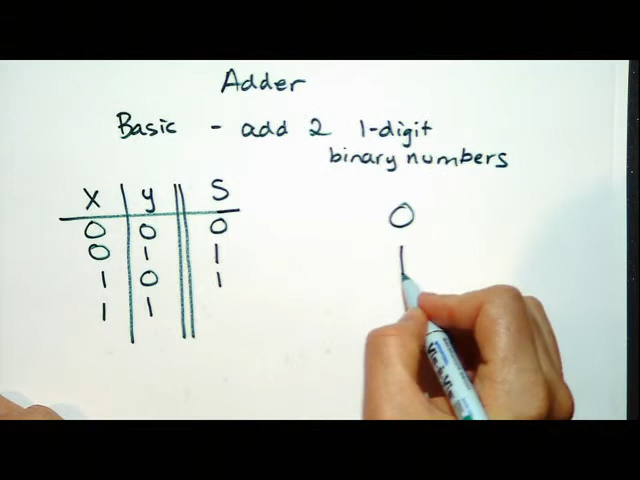 Adder
Basic - add 2 1-digit
binary numbers
x y S
0 0 0
0 1 1
1 0 1
1 1
0
1